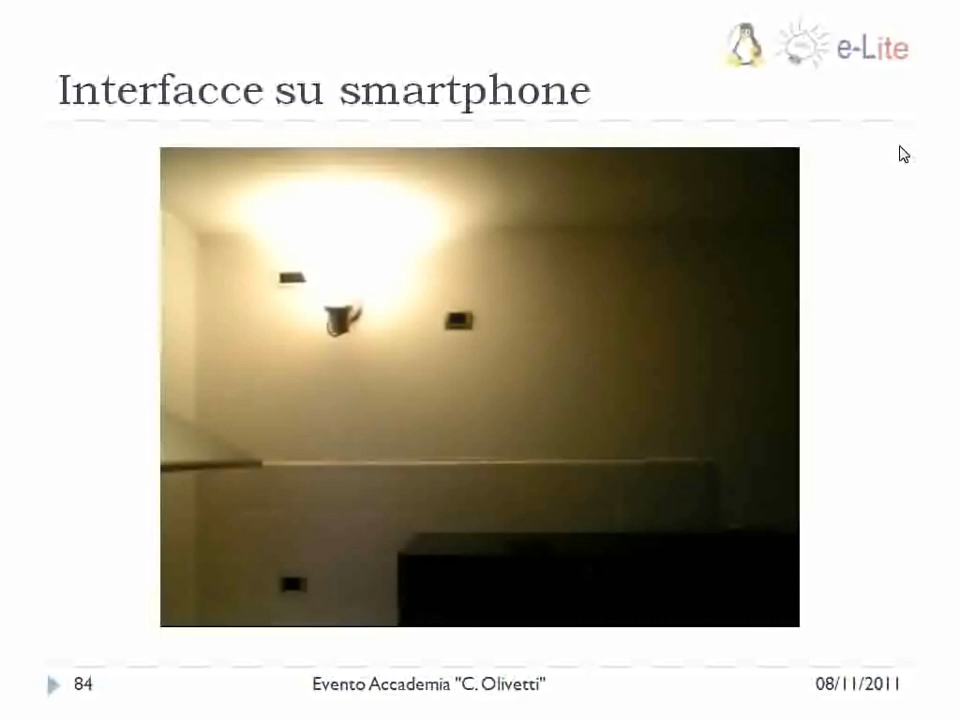 e-Lite
Interfacce su smartphone
84
Evento Accademia "C. Olivetti"
08/11/2011